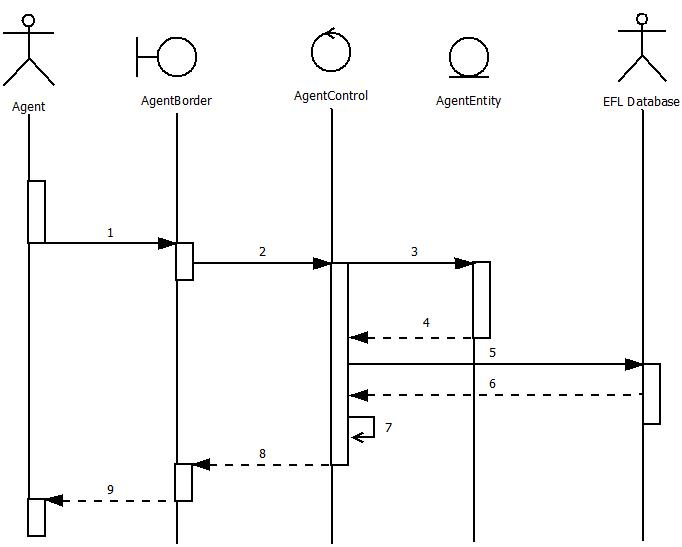 Agent
AgentBorder
AgentControl
AgentEntity
EFL Database
1
2
3
4
5
6
7
8
9